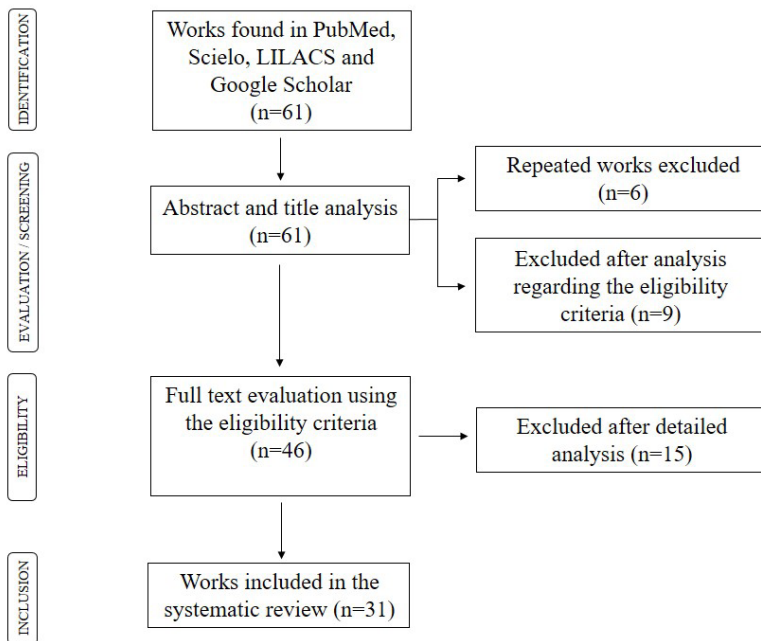 IDENTIFICATION
Works found in PubMed,
Scielo, LILACS and
Google Scholar
(n=61)
EVALUATION / SCREENING
Abstract and title analysis
(n=61)
Repeated works excluded
(n=6)
Excluded after analysis
regarding the eligibility
criteria (n=9)
ELIGIBILITY
Full text evaluation using
the eligibility criteria
(n=46)
Excluded after detailed
analysis (n=15)
INCLUSION
Works included in the
systematic review (n=31)